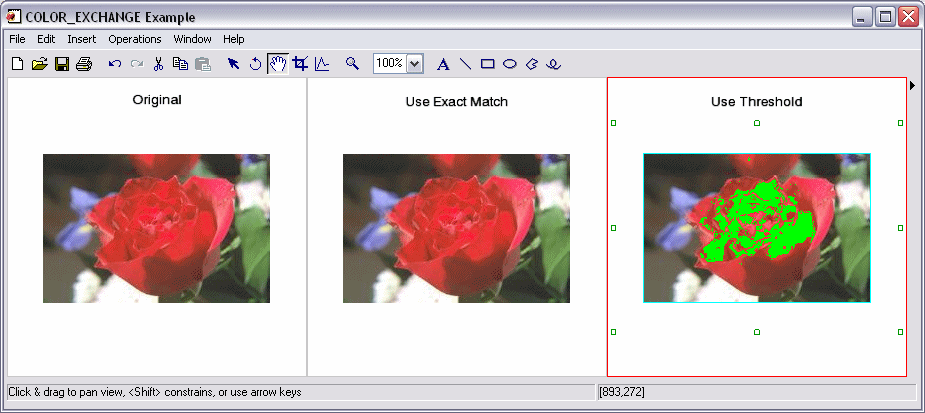 COLOR_EXCHANGE Example
File Edit Insert Operations Window Help
100% A
Original
Use Exact Match
Use Threshold
Click & drag to pan view, <Shift> constrains, or use arrow keys
[893,272]